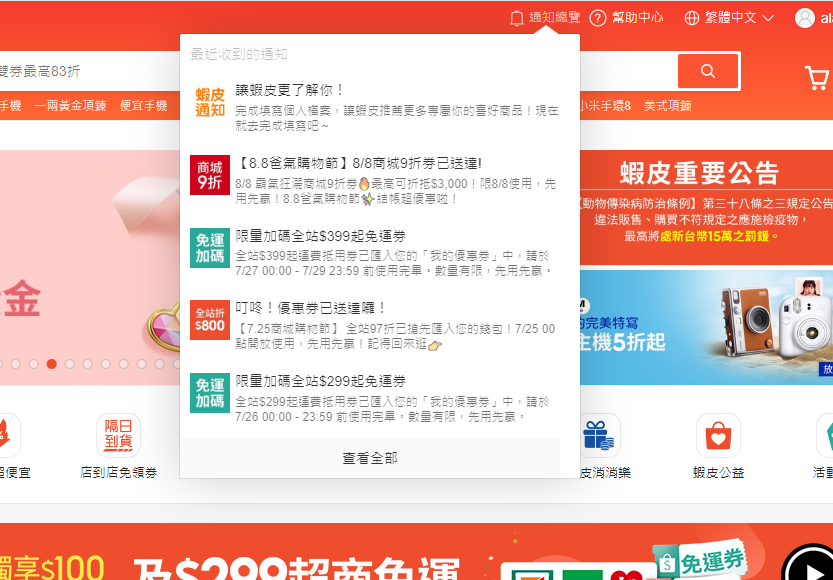 通知總覽
幫助中心
繁體中文
最近收到的通知
雙券最高83折
手機 一兩黃金項鍊 便宜手機
小米手環8 美式項鍊
蝦皮
通知
讓蝦皮更了解你！
完成填寫個人檔案，讓蝦皮推薦更多專屬你的喜好商品！現在
就去完成填寫吧～
商城
9折
【8.8爸氣購物節】8/8商城9折券已送達!
8/8 霸氣狂灑商城9折券🔥最高可折抵$3,000！限8/8使用，先
用先贏！8.8爸氣購物節✨結帳超優惠啦！
免運
加碼
限量加碼全站$399起免運券
全站$399起運費抵用券已匯入您的「我的優惠券」中，請於
7/27 00:00 - 7/29 23:59 前使用完畢。數量有限，先用先贏。
全站折
$800
叮咚！優惠券已送達囉！
【7.25商城購物節】 全站97折已搶先匯入您的錢包！7/25 00
點開放使用，先用先贏！記得回來逛👉
免運
加碼
限量加碼全站$299起免運券
全站$299起運費抵用券已匯入您的「我的優惠券」中，請於
7/26 00:00 - 23:59 前使用完畢。數量有限，先用先贏。
查看全部
金
蝦皮重要公告
【動物傳染病防治條例】第三十八條之三規定公告
違法販售、購買不符規定之應施檢疫物，
最高將處新台幣15萬之罰鍰。
的完美特寫
主機5折起
放
隔日
到貨
超便宜
店到店免領券
皮消消樂
蝦皮公益
活動
獨享$100
及$299超商免運
免運券